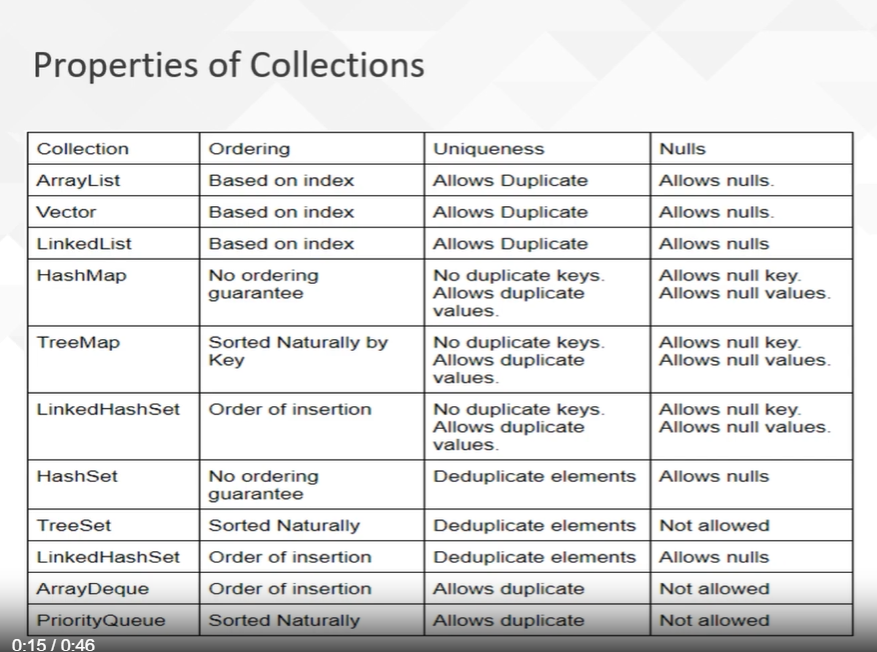 Properties of Collections
Collection Ordering Uniqueness Nulls
ArrayList Based on index Allows Duplicate Allows nulls.
Vector Based on index Allows Duplicate Allows nulls.
LinkedList Based on index Allows Duplicate Allows nulls
HashMap No ordering No duplicate keys. Allows null key.
guarantee Allows duplicate Allows null values.
values.
TreeMap Sorted Naturally by No duplicate keys. Allows null key.
Key Allows duplicate Allows null values.
values.
LinkedHashSet Order of insertion No duplicate keys. Allows null key.
Allows duplicate Allows null values.
values.
HashSet No ordering Deduplicate elements Allows nulls
guarantee
TreeSet Sorted Naturally Deduplicate elements Not allowed
LinkedHashSet Order of insertion Deduplicate elements Allows nulls
ArrayDeque Order of insertion Allows duplicate Not allowed
PriorityQueue Sorted Naturally Allows duplicate Not allowed
0:15 / 0:46